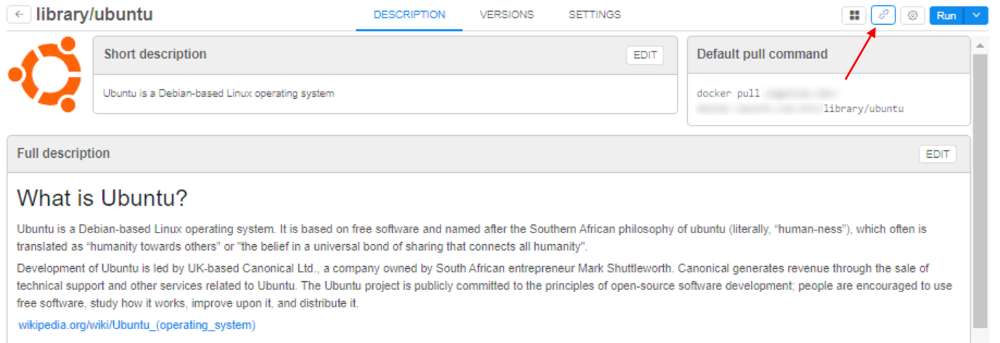 library/ubuntu
DESCRIPTION
VERSIONS
SETTINGS
Run
Short description
EDIT
Ubuntu is a Debian-based Linux operating system
Default pull command
docker pull
library/ubuntu
Full description
EDIT
What is Ubuntu?
Ubuntu is a Debian-based Linux operating system. It is based on free software and named after the Southern African philosophy of ubuntu (literally, "human-ness"), which often is
translated as "humanity towards others" or "the belief in a universal bond of sharing that connects all humanity".
Development of Ubuntu is led by UK-based Canonical Ltd., a company owned by South African entrepreneur Mark Shuttleworth. Canonical generates revenue through the sale of
technical support and other services related to Ubuntu. The Ubuntu project is publicly committed to the principles of open-source software development; people are encouraged to use
free software, study how it works, improve upon it, and distribute it.
wikipedia.org/wiki/Ubuntu_(operating_system)